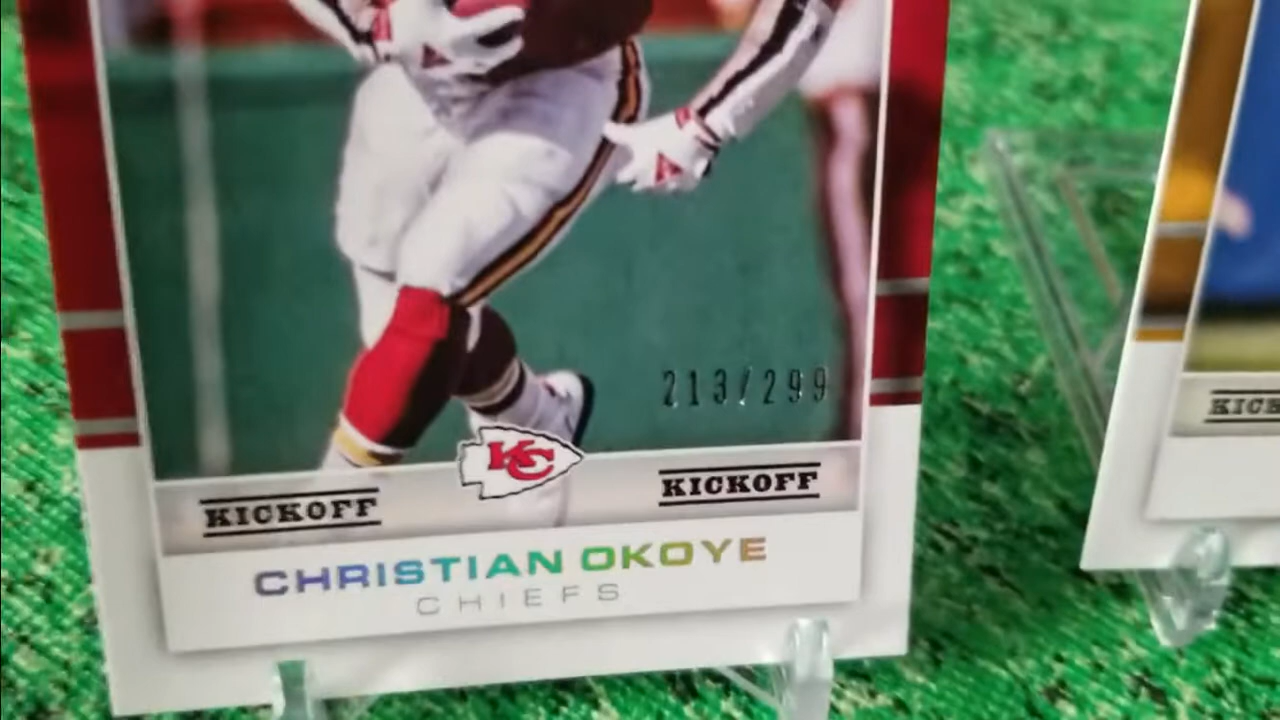 213/299
KC
KICKOFF KICKOFF
CHRISTIAN OKOYE
CHIEFS